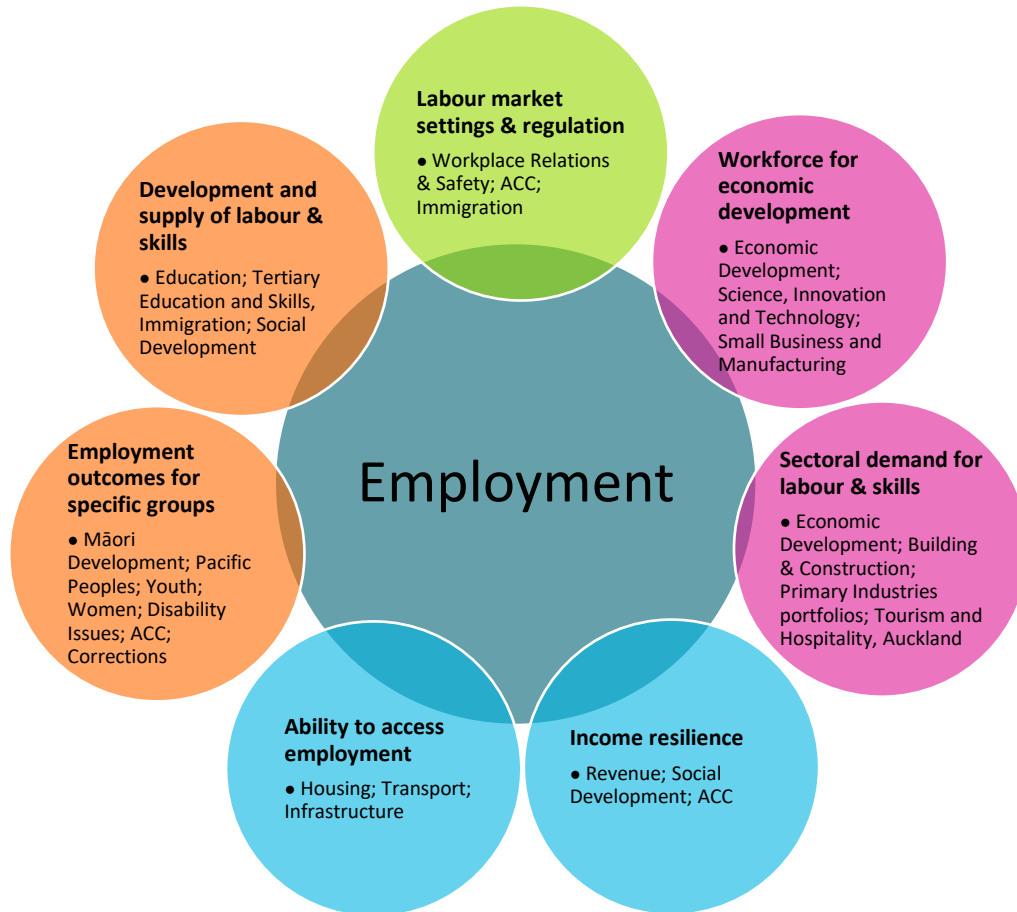 Labour market
settings & regulation
● Workplace Relations
& Safety; ACC;
Immigration
Workforce for
economic
development
● Economic
Development;
Science, Innovation
and Technology;
Small Business and
Manufacturing
Sectoral demand for
labour & skills
● Economic
Development; Building
& Construction;
Primary Industries
portfolios; Tourism and
Hospitality, Auckland
Income resilience
● Revenue; Social
Development; ACC
Ability to access
employment
● Housing; Transport;
Infrastructure
Employment
outcomes for
specific groups
● Māori
Development; Pacific
Peoples; Youth;
Women; Disability
Issues; ACC;
Corrections
Development and
supply of labour &
skills
● Education; Tertiary
Education and Skills,
Immigration; Social
Development
Employment